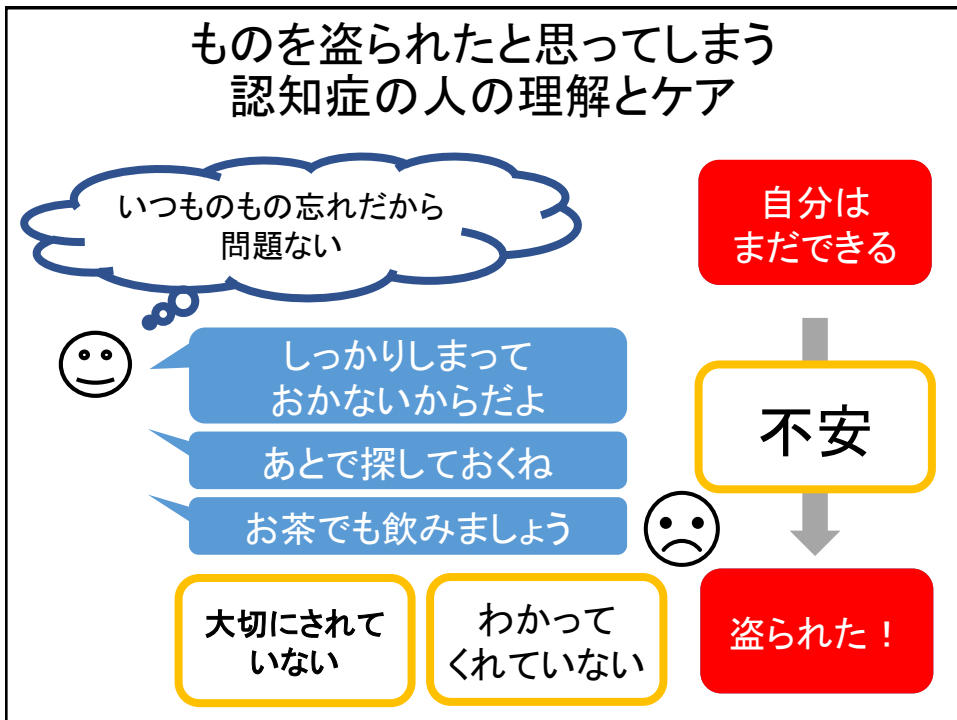 ものを盗られたと思ってしまう
認知症の人の理解とケア
いつものもの忘れだから
問題ない
しっかりしまって
おかないからだよ
あとで探しておくね
お茶でも飲みましょう
大切にされて
いない
わかって
くれていない
自分は
まだできる
不安
盗られた！